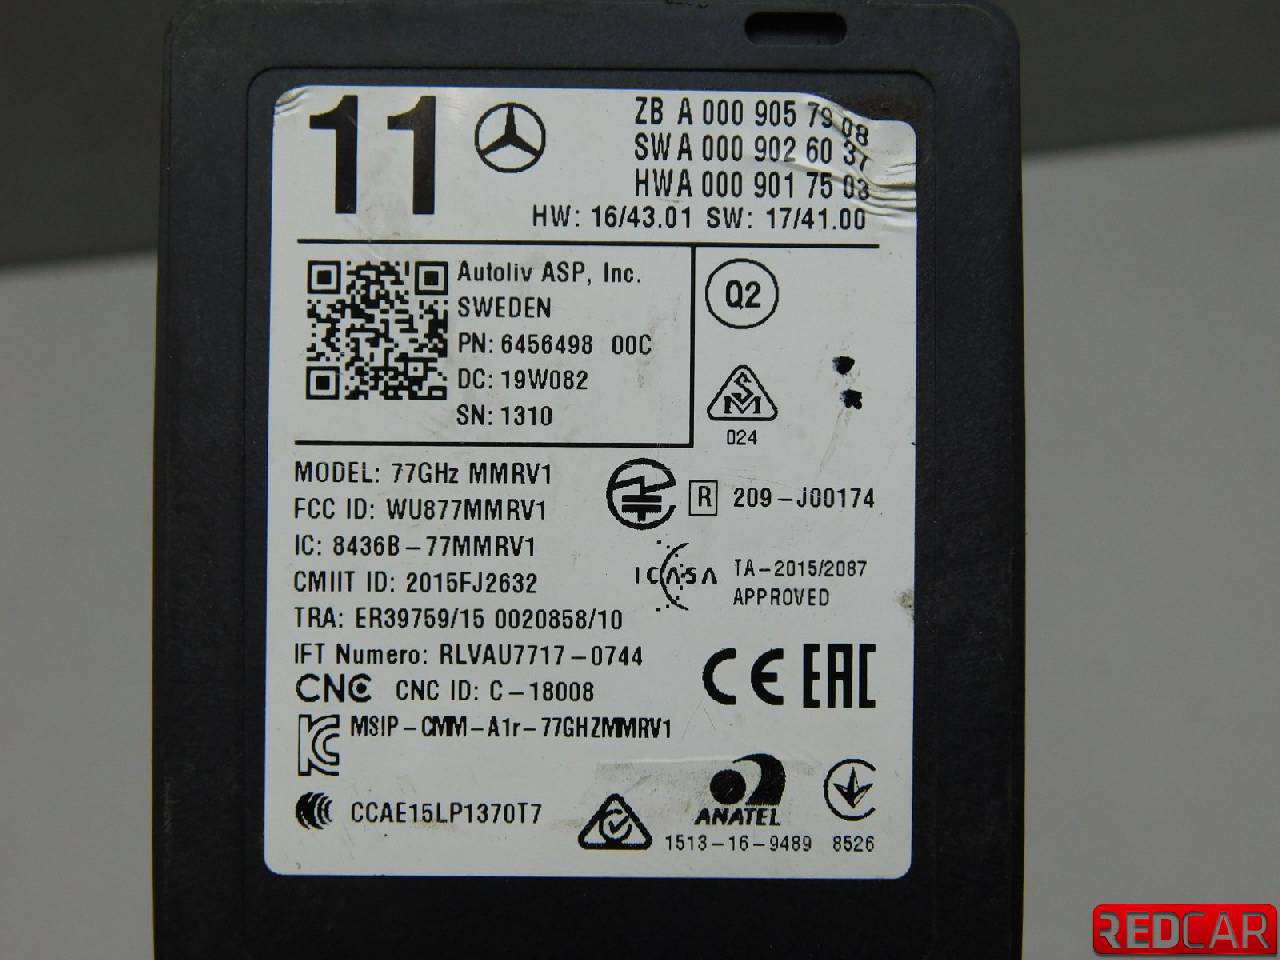 11
ZB A 000 905 79 08
SW A 000 902 60 37
HW A 000 901 75 03
HW: 16/43.01 SW: 17/41.00
Autoliv ASP, Inc.
SWEDEN
PN: 6456498 00C
DC: 19W082
SN: 1310
Q2
SM
024
MODEL: 77GHz MMRV1
FCC ID: WU877MMRV1
IC: 8436B-77MMRV1
CMIIT ID: 2015FJ2632
TRA: ER39759/15 0020858/10
IFT Numero: RLVAU7717-0744
CNC CNC ID: C-18008
KC MSIP-CMM-A1r-77GHZMMRV1
CCAE15LP1370T7
R 209-J00174
ICASA TA-2015/2087
APPROVED
CE EAC
ANATEL
1513-16-9489 8526
REDCAR